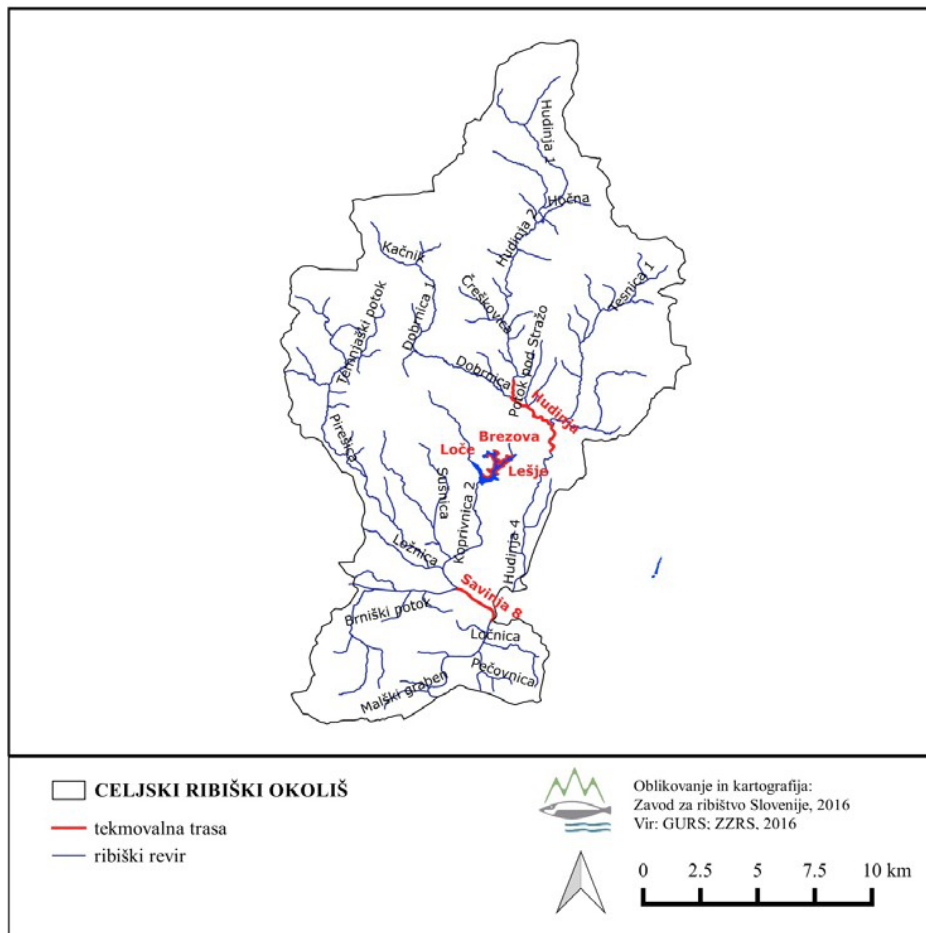 Hudinja 1
Hočna
Hudinja 2
Kačnik
Tesnica 1
Čreškovica
Temnjaški potok
Dobrnica 1
Potok pod Stražo
Dobrnica
Hudinja
Pirešica
Brezova
Loče
Lešje
Sušnica
Koprivnica 2
Ložnica
Hudinja 4
Savinja 8
Brniški potok
Ločnica
Pečovnica
Malški graben
CELJSKI RIBIŠKI OKOLIŠ
tekmovalna trasa
ribiški revir
Oblikovanje in kartografija:
Zavod za ribištvo Slovenije, 2016
Vir: GURS; ZZRS, 2016
0 2.5 5 7.5 10 km